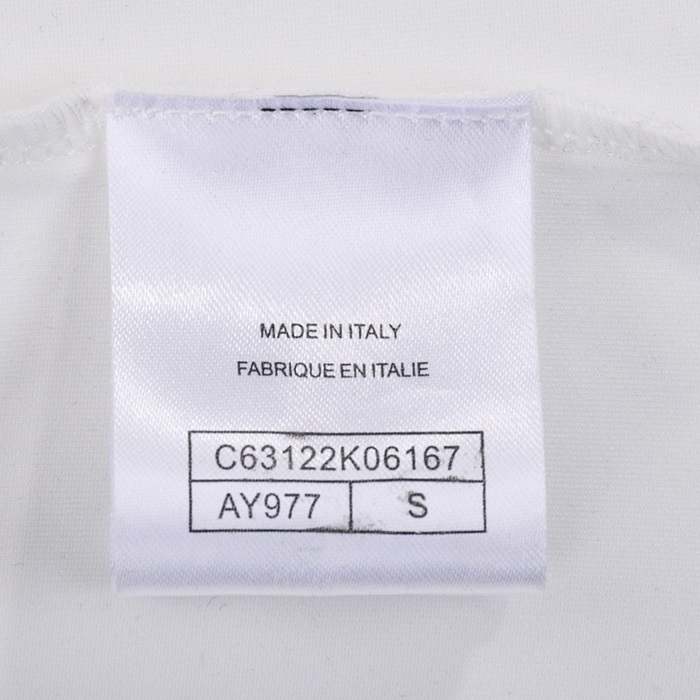 MADE IN ITALY
FABRIQUE EN ITALIE
C63122K06167
AY977 S